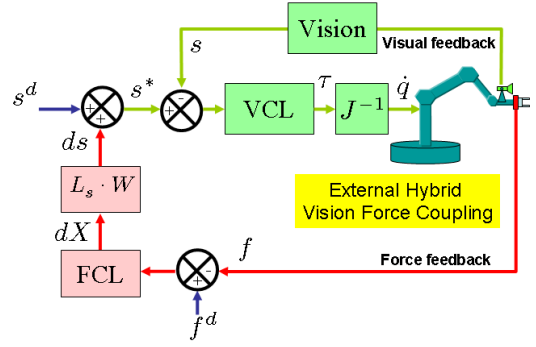 Vision
Visual feedback
s
s^d
+
+
s*
-
VCL
τ
J⁻¹
q̇
ds
L_s · W
External Hybrid
Vision Force Coupling
dX
FCL
+
-
f
Force feedback
f^d